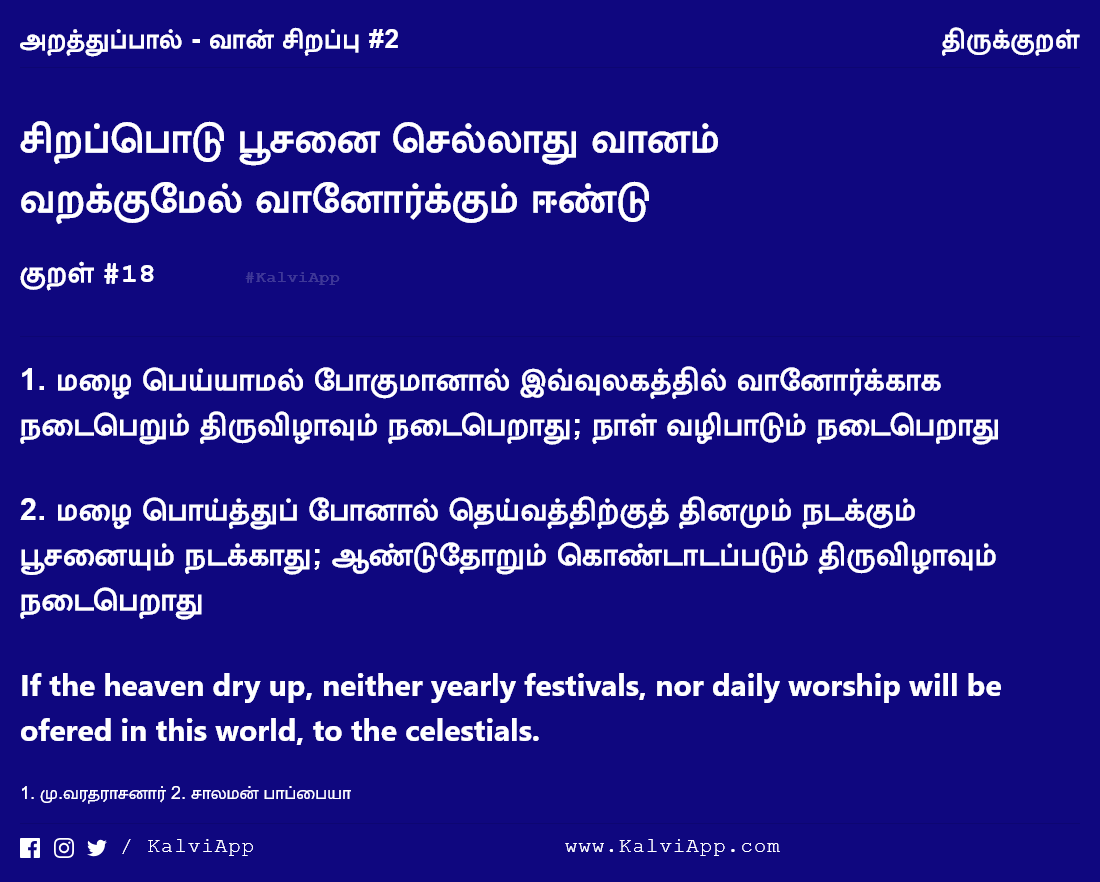 அறத்துப்பால் - வான் சிறப்பு #2
திருக்குறள்
சிறப்பொடு பூசனை செல்லாது வானம்
வறக்குமேல் வானோர்க்கும் ஈண்டு
குறள் #18
#KalviApp
1. மழை பெய்யாமல் போகுமானால் இவ்வுலகத்தில் வானோர்க்காக
நடைபெறும் திருவிழாவும் நடைபெறாது; நாள் வழிபாடும் நடைபெறாது
2. மழை பொய்த்துப் போனால் தெய்வத்திற்குத் தினமும் நடக்கும்
பூசனையும் நடக்காது; ஆண்டுதோறும் கொண்டாடப்படும் திருவிழாவும்
நடைபெறாது
If the heaven dry up, neither yearly festivals, nor daily worship will be
ofered in this world, to the celestials.
1. மு.வரதராசனார் 2. சாலமன் பாப்பையா
/ KalviApp
www.KalviApp.com